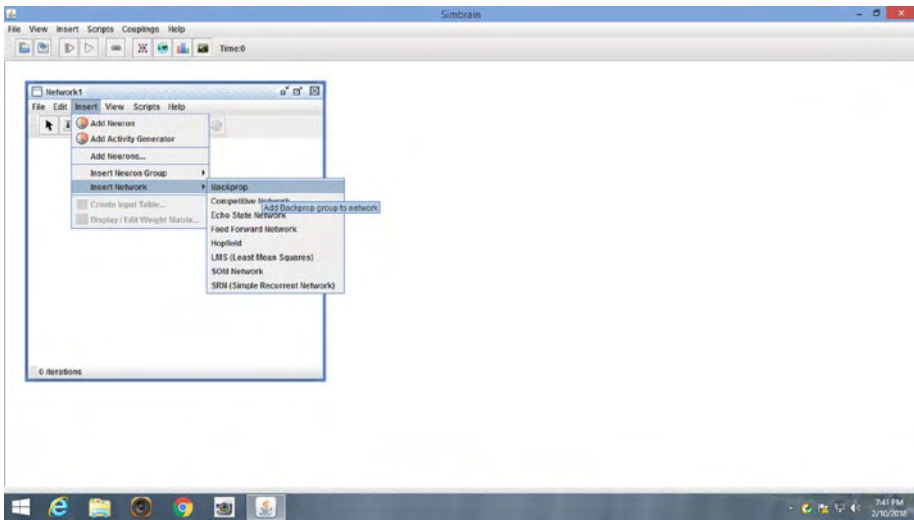 Simbrain
File View Insert Scripts Couplings Help
Time:0
Network1
File Edit Insert View Scripts Help
Add Neuron
Add Activity Generator
Add Neurons...
Insert Neuron Group
Insert Network
Create Input Table...
Display / Edit Weight Matrix...
Backprop
Competitive Network
Add Backprop group to network
Echo State Network
Feed Forward Network
Hopfield
LMS (Least Mean Squares)
SOM Network
SRN (Simple Recurrent Network)
0 iterations
7:41 PM
2/10/2018